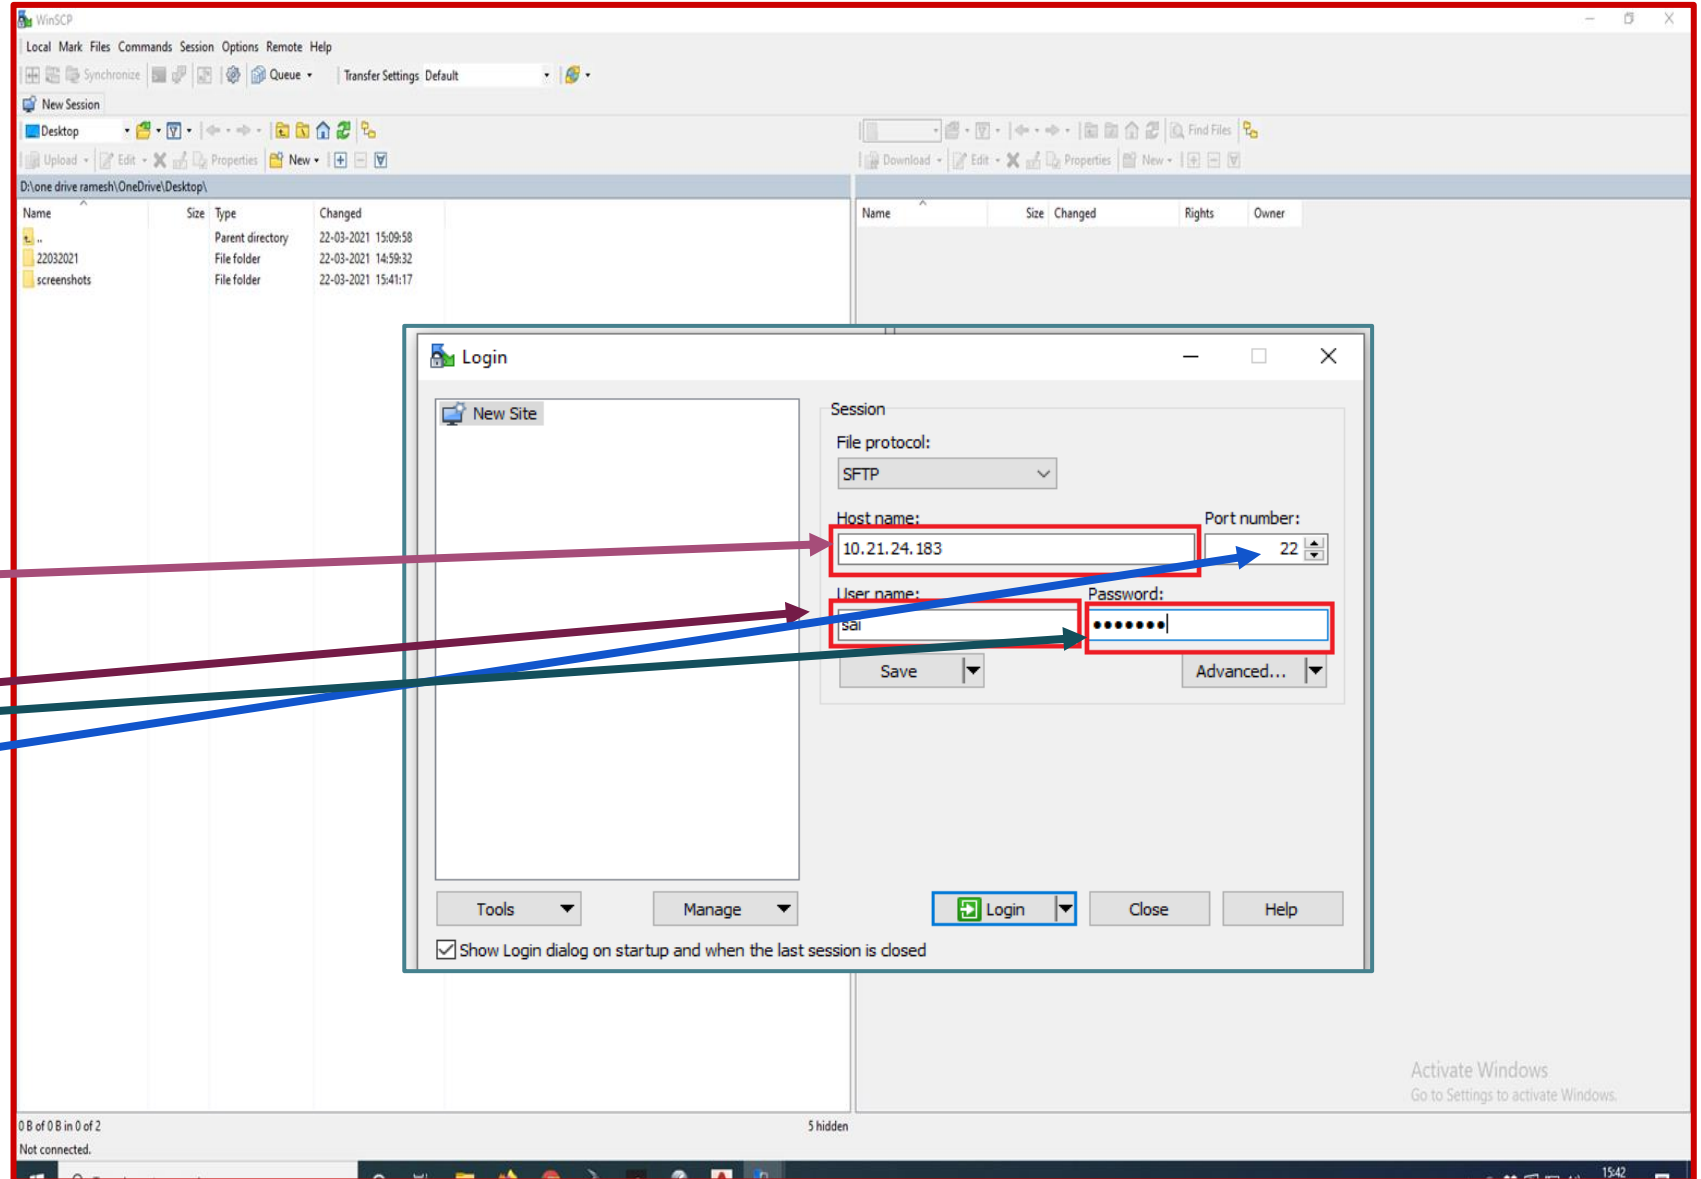 WinSCP
Local Mark Files Commands Session Options Remote Help
Synchronize Queue Transfer Settings Default
New Session
Desktop Find Files
Upload Edit Properties New Download Edit Properties New
D:\one drive ramesh\OneDrive\Desktop\
Name Size Type Changed Name Size Changed Rights Owner
.. Parent directory 22-03-2021 15:09:58
22032021 File folder 22-03-2021 14:59:32
screenshots File folder 22-03-2021 15:41:17
Login
New Site
Session
File protocol:
SFTP
Host name: Port number:
10.21.24.183 22
User name: Password:
sai
Save Advanced...
Tools Manage Login Close Help
Show Login dialog on startup and when the last session is closed
Activate Windows
Go to Settings to activate Windows.
0 B of 0 B in 0 of 2 5 hidden
Not connected.
15:42